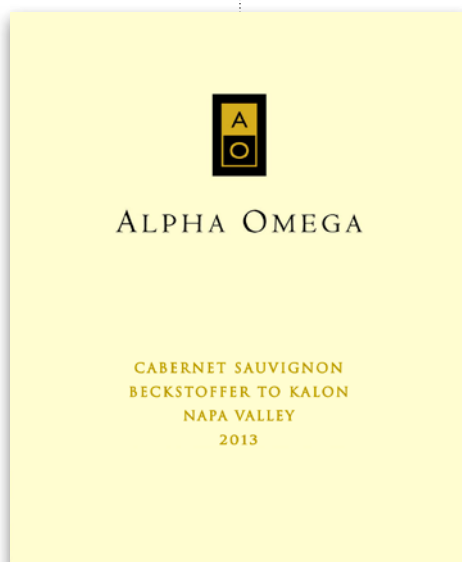 A
O
ALPHA OMEGA
CABERNET SAUVIGNON
BECKSTOFFER TO KALON
NAPA VALLEY
2013